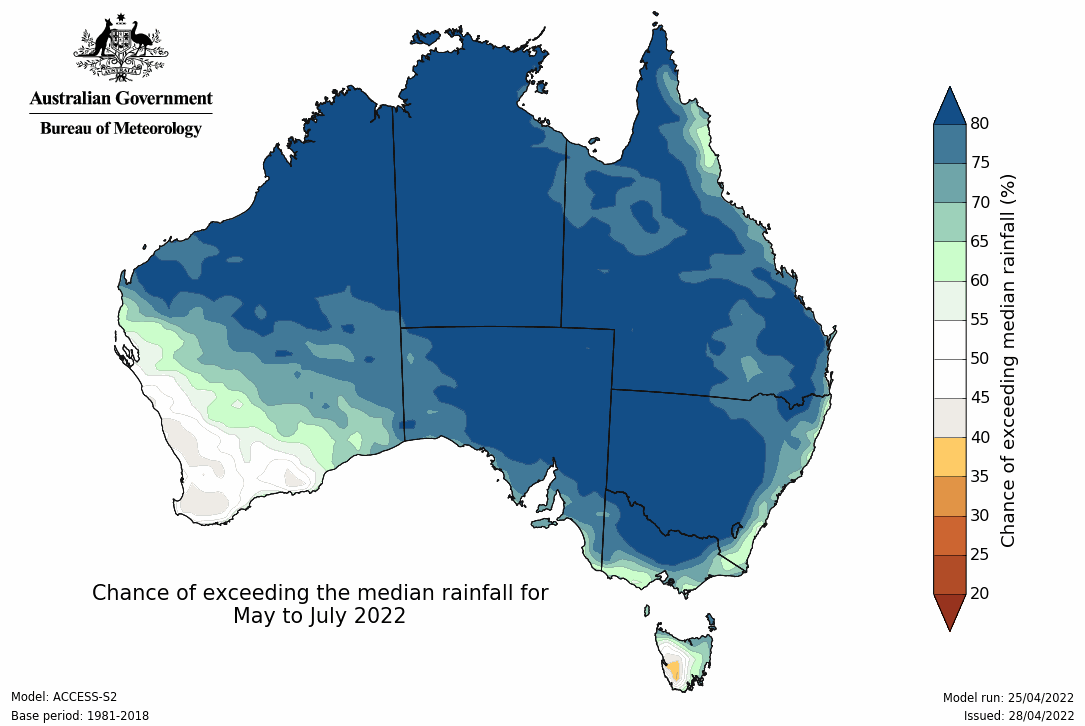 Australian Government
Bureau of Meteorology
80
75
70
65
60
55
50
45
40
35
30
25
20
Chance of exceeding median rainfall (%)
Chance of exceeding the median rainfall for
May to July 2022
Model: ACCESS-S2
Base period: 1981-2018
Model run: 25/04/2022
Issued: 28/04/2022